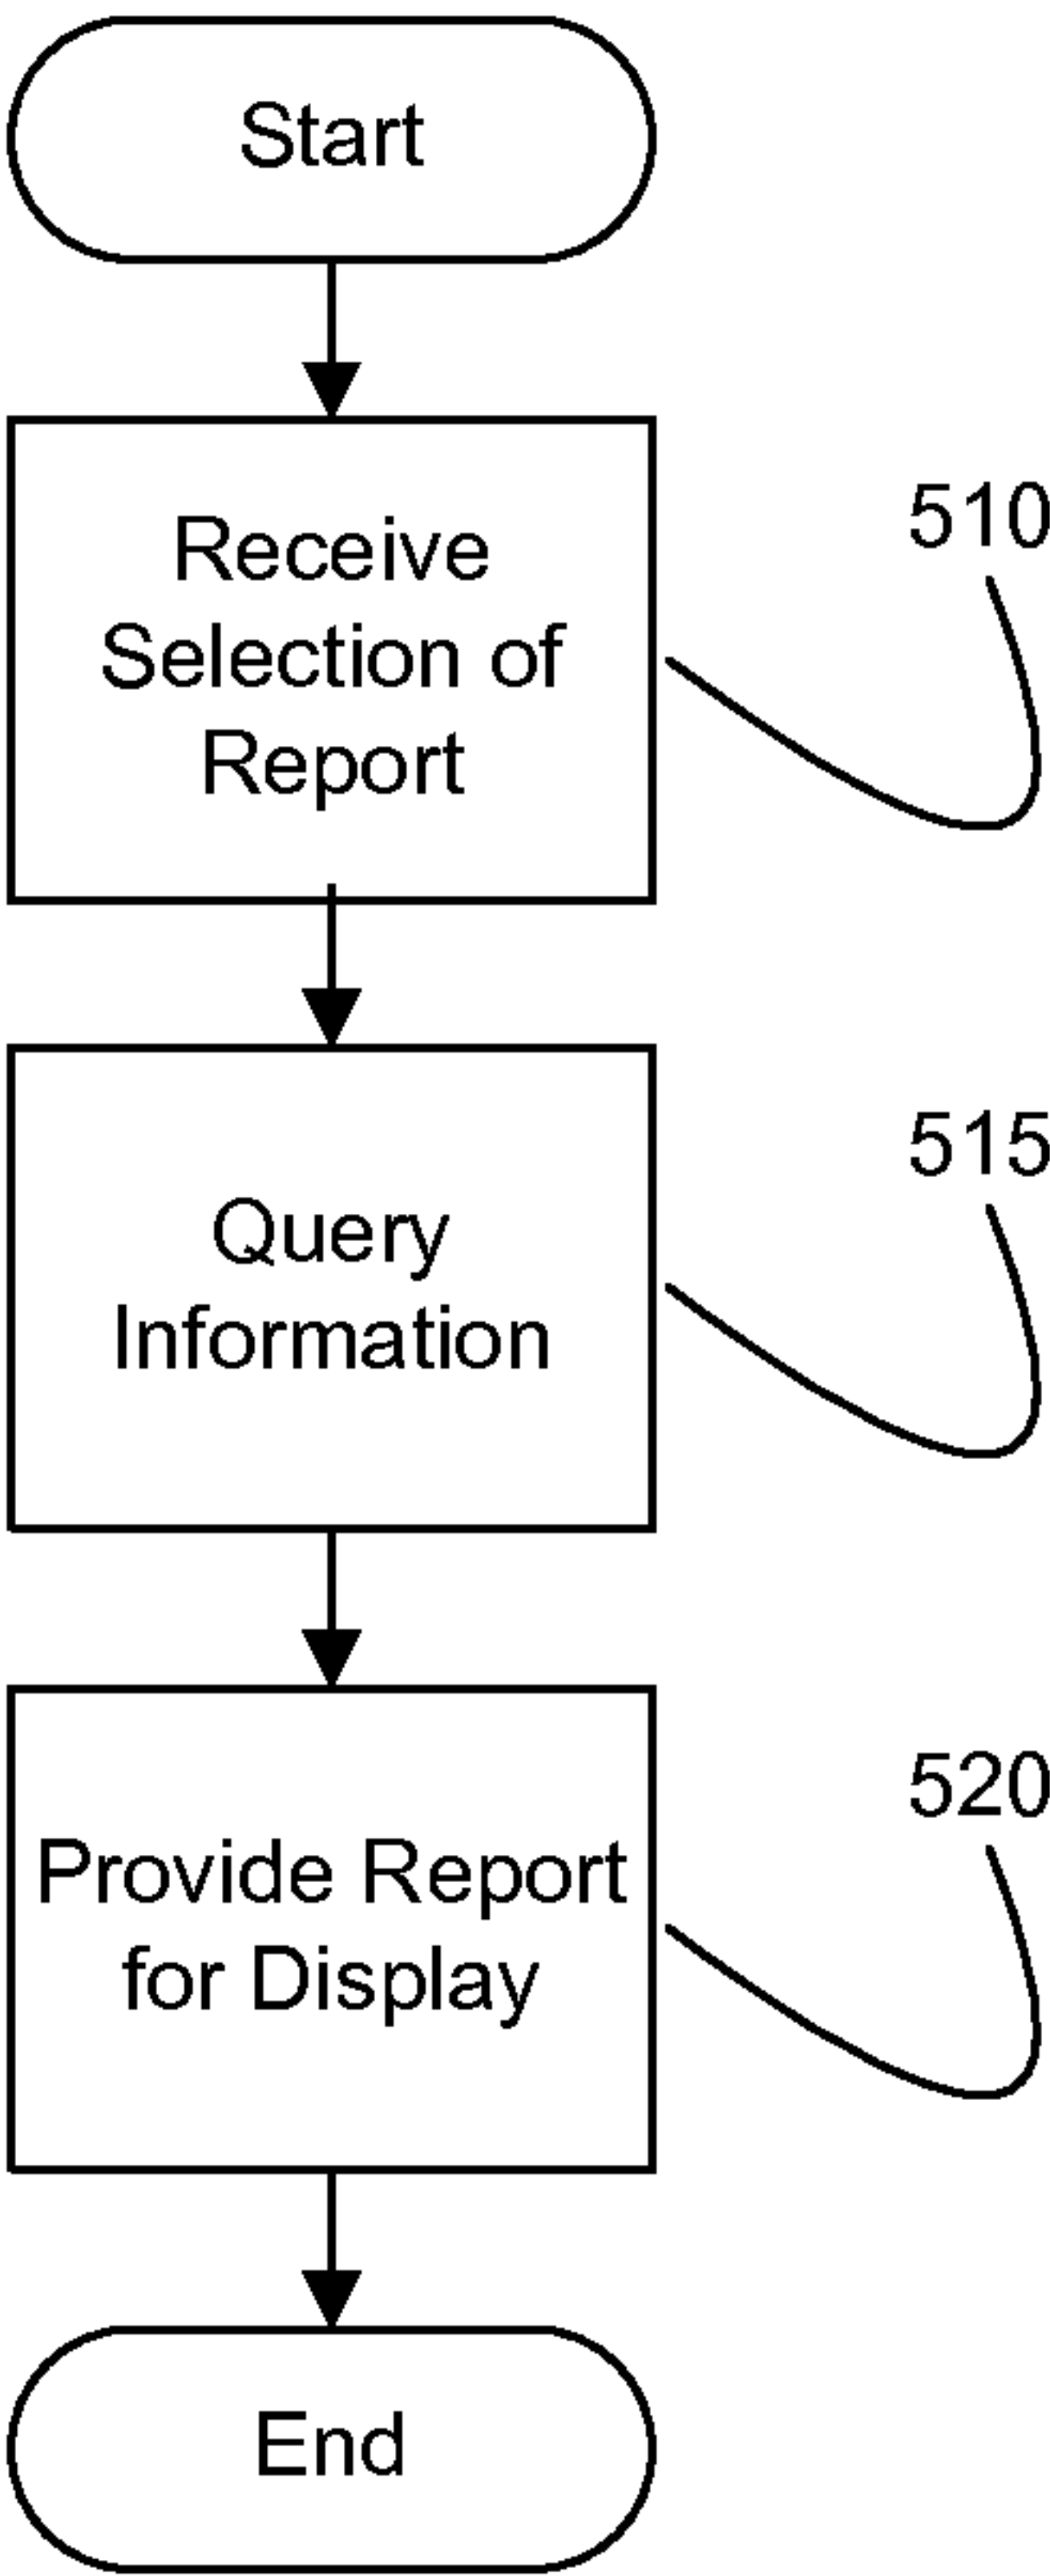 Start
Receive
Selection of
Report
510
Query
Information
515
Provide Report
for Display
520
End